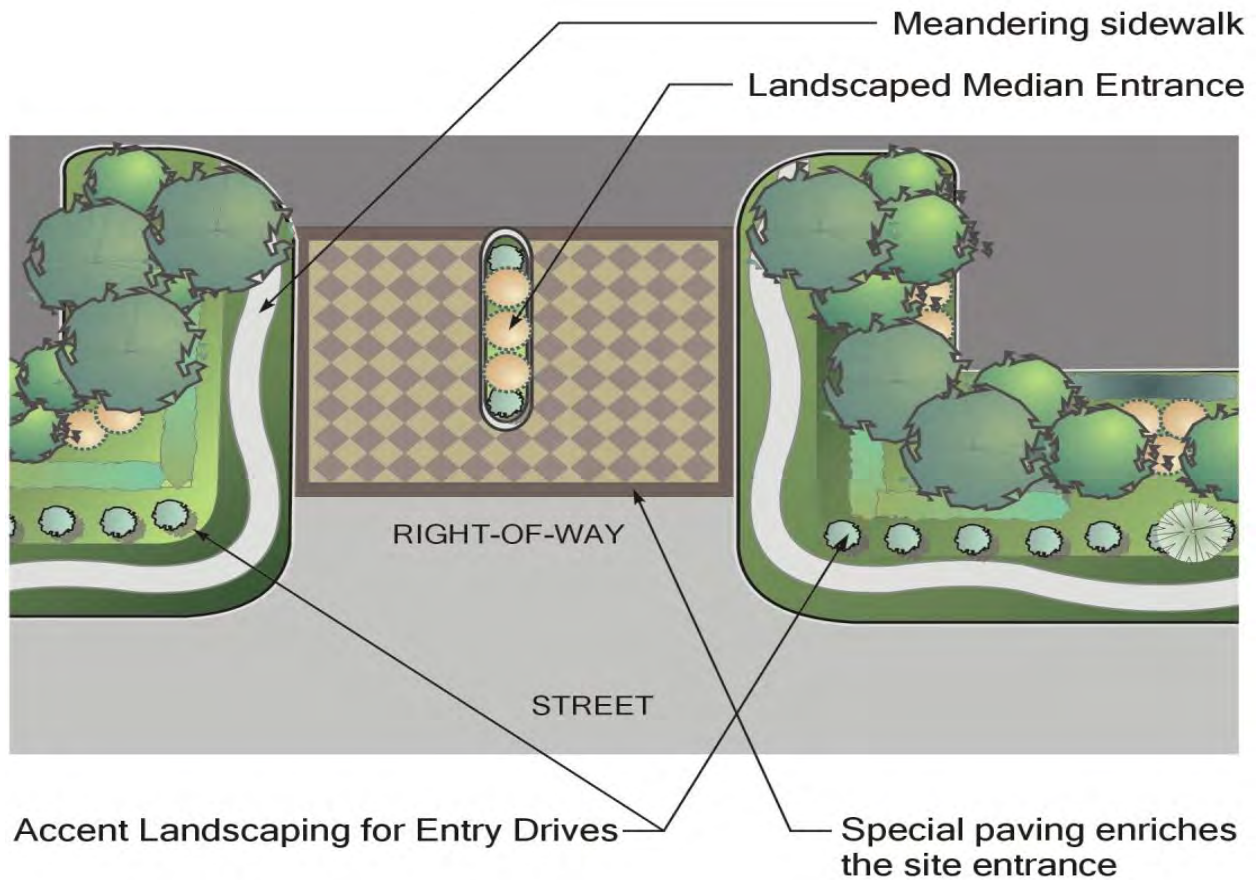 Meandering sidewalk
Landscaped Median Entrance
RIGHT-OF-WAY
STREET
Accent Landscaping for Entry Drives
Special paving enriches
the site entrance